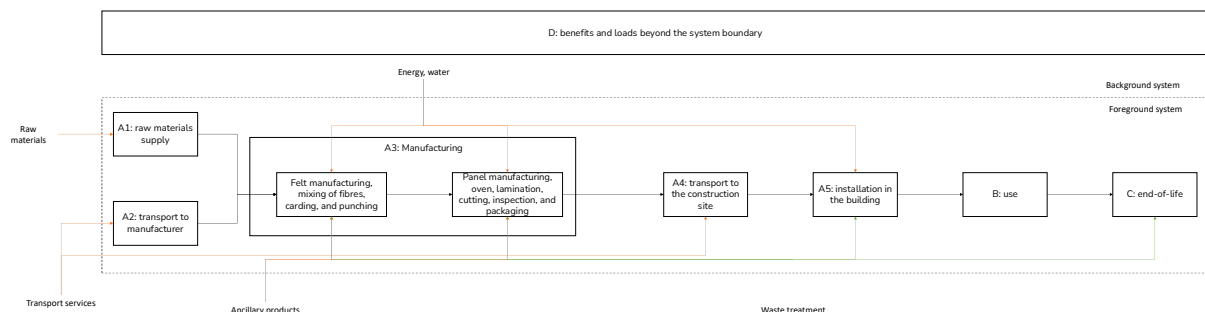 D: benefits and loads beyond the system boundary
Energy, water
Background system
Foreground system
Raw
materials
A1: raw materials
supply
A3: Manufacturing
Felt manufacturing,
mixing of fibres,
carding, and punching
Panel manufacturing,
oven, lamination,
cutting, inspection, and
packaging
A4: transport to
the construction
site
A5: installation in
the building
B: use
C: end-of-life
A2: transport to
manufacturer
Transport services
Ancillary products
Waste treatment